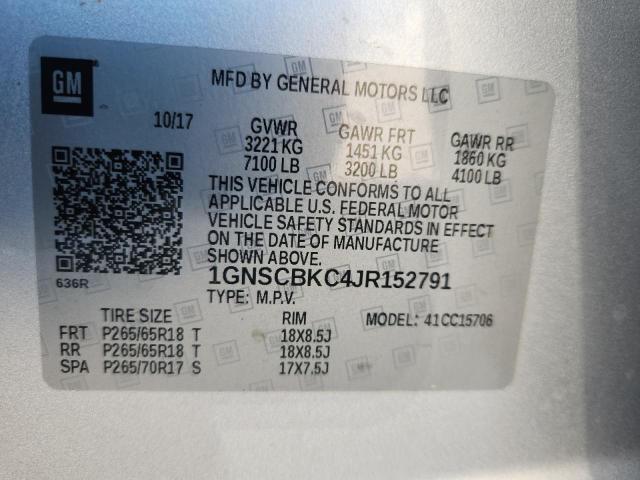 GM
MFD BY GENERAL MOTORS LLC
10/17
GVWR
3221 KG
7100 LB
GAWR FRT
1451 KG
3200 LB
GAWR RR
1860 KG
4100 LB
THIS VEHICLE CONFORMS TO ALL
APPLICABLE U.S. FEDERAL MOTOR
VEHICLE SAFETY STANDARDS IN EFFECT
ON THE DATE OF MANUFACTURE
SHOWN ABOVE.
636R
1GNSCBKC4JR152791
TYPE: M.P.V.
TIRE SIZE RIM MODEL: 41CC15706
FRT P265/65R18 T 18X8.5J
RR P265/65R18 T 18X8.5J
SPA P265/70R17 S 17X7.5J